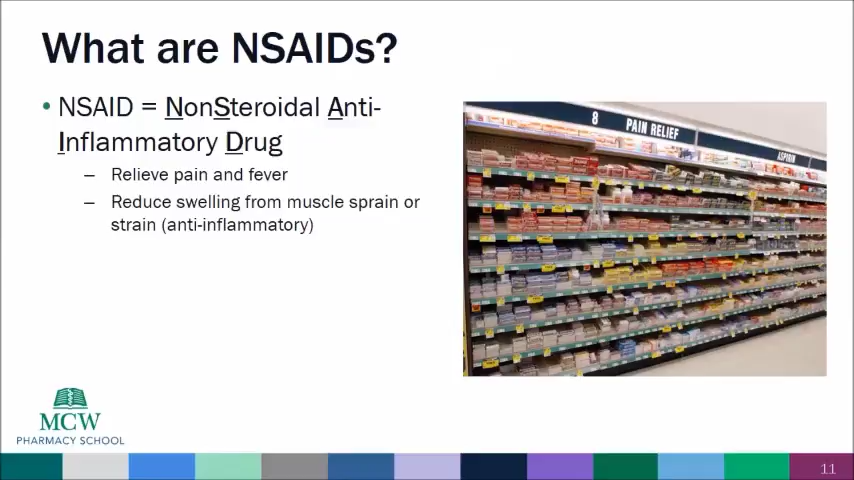 What are NSAIDs?
• NSAID = NonSteroidal Anti-
Inflammatory Drug
– Relieve pain and fever
– Reduce swelling from muscle sprain or
strain (anti-inflammatory)
8 PAIN RELIEF
ASPIRIN
MCW
PHARMACY SCHOOL
11